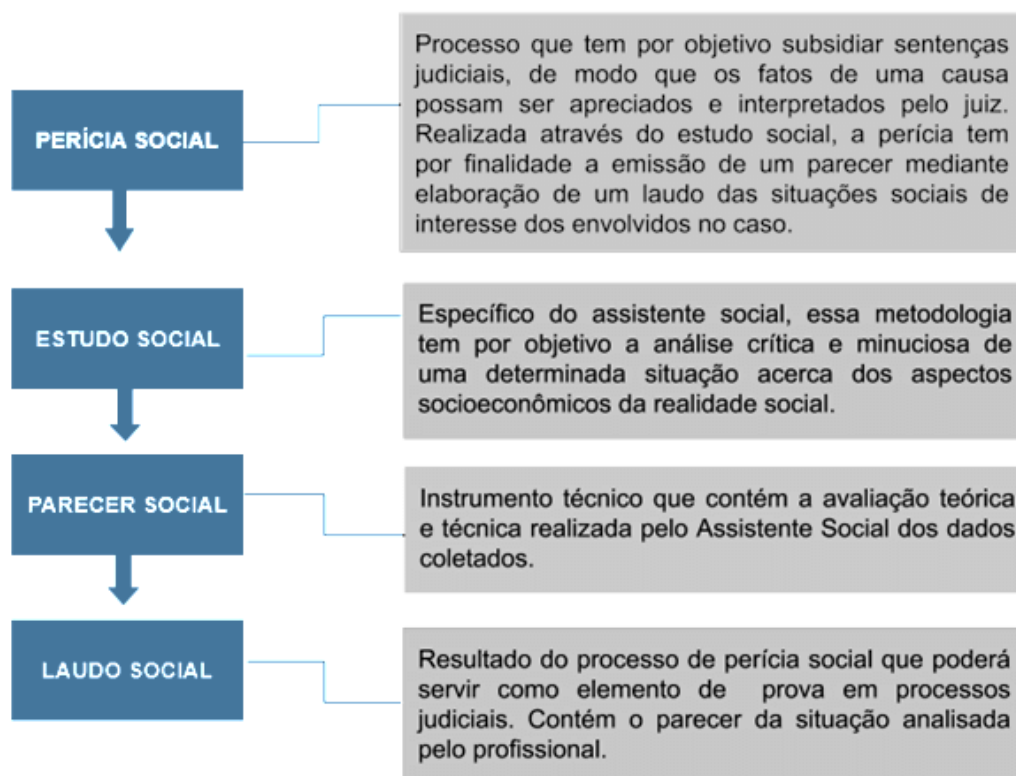 PERÍCIA SOCIAL
Processo que tem por objetivo subsidiar sentenças
judiciais, de modo que os fatos de uma causa
possam ser apreciados e interpretados pelo juiz.
Realizada através do estudo social, a perícia tem
por finalidade a emissão de um parecer mediante
elaboração de um laudo das situações sociais de
interesse dos envolvidos no caso.
ESTUDO SOCIAL
Específico do assistente social, essa metodologia
tem por objetivo a análise crítica e minuciosa de
uma determinada situação acerca dos aspectos
socioeconômicos da realidade social.
PARECER SOCIAL
Instrumento técnico que contém a avaliação teórica
e técnica realizada pelo Assistente Social dos dados
coletados.
LAUDO SOCIAL
Resultado do processo de perícia social que poderá
servir como elemento de prova em processos
judiciais. Contém o parecer da situação analisada
pelo profissional.